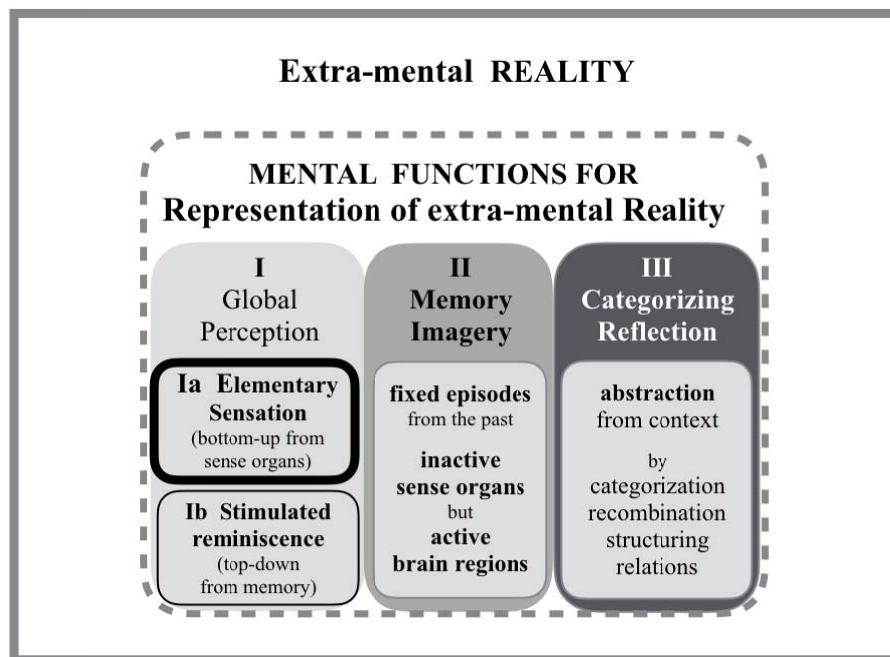 Extra-mental REALITY
MENTAL FUNCTIONS FOR
Representation of extra-mental Reality
I
Global
Perception
Ia Elementary
Sensation
(bottom-up from
sense organs)
Ib Stimulated
reminiscence
(top-down
from memory)
II
Memory
Imagery
fixed episodes
from the past
inactive
sense organs
but
active
brain regions
III
Categorizing
Reflection
abstraction
from context
by
categorization
recombination
structuring
relations